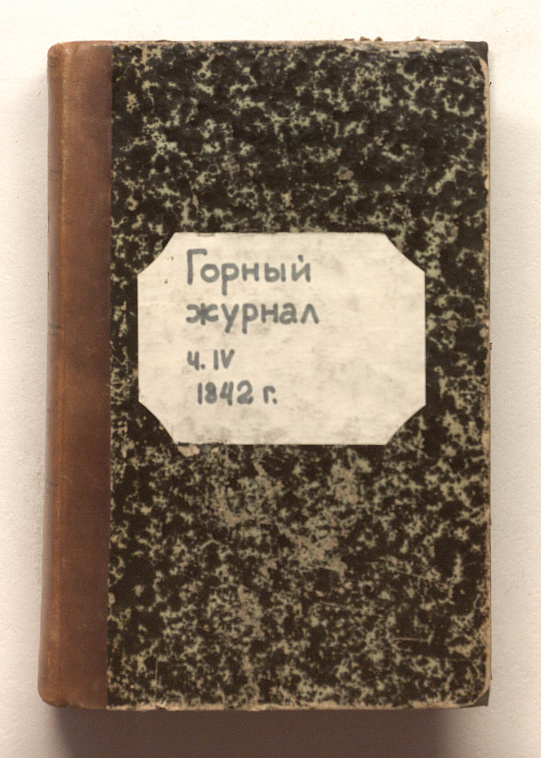 Горный
журнал
ч. IV
1842 г.